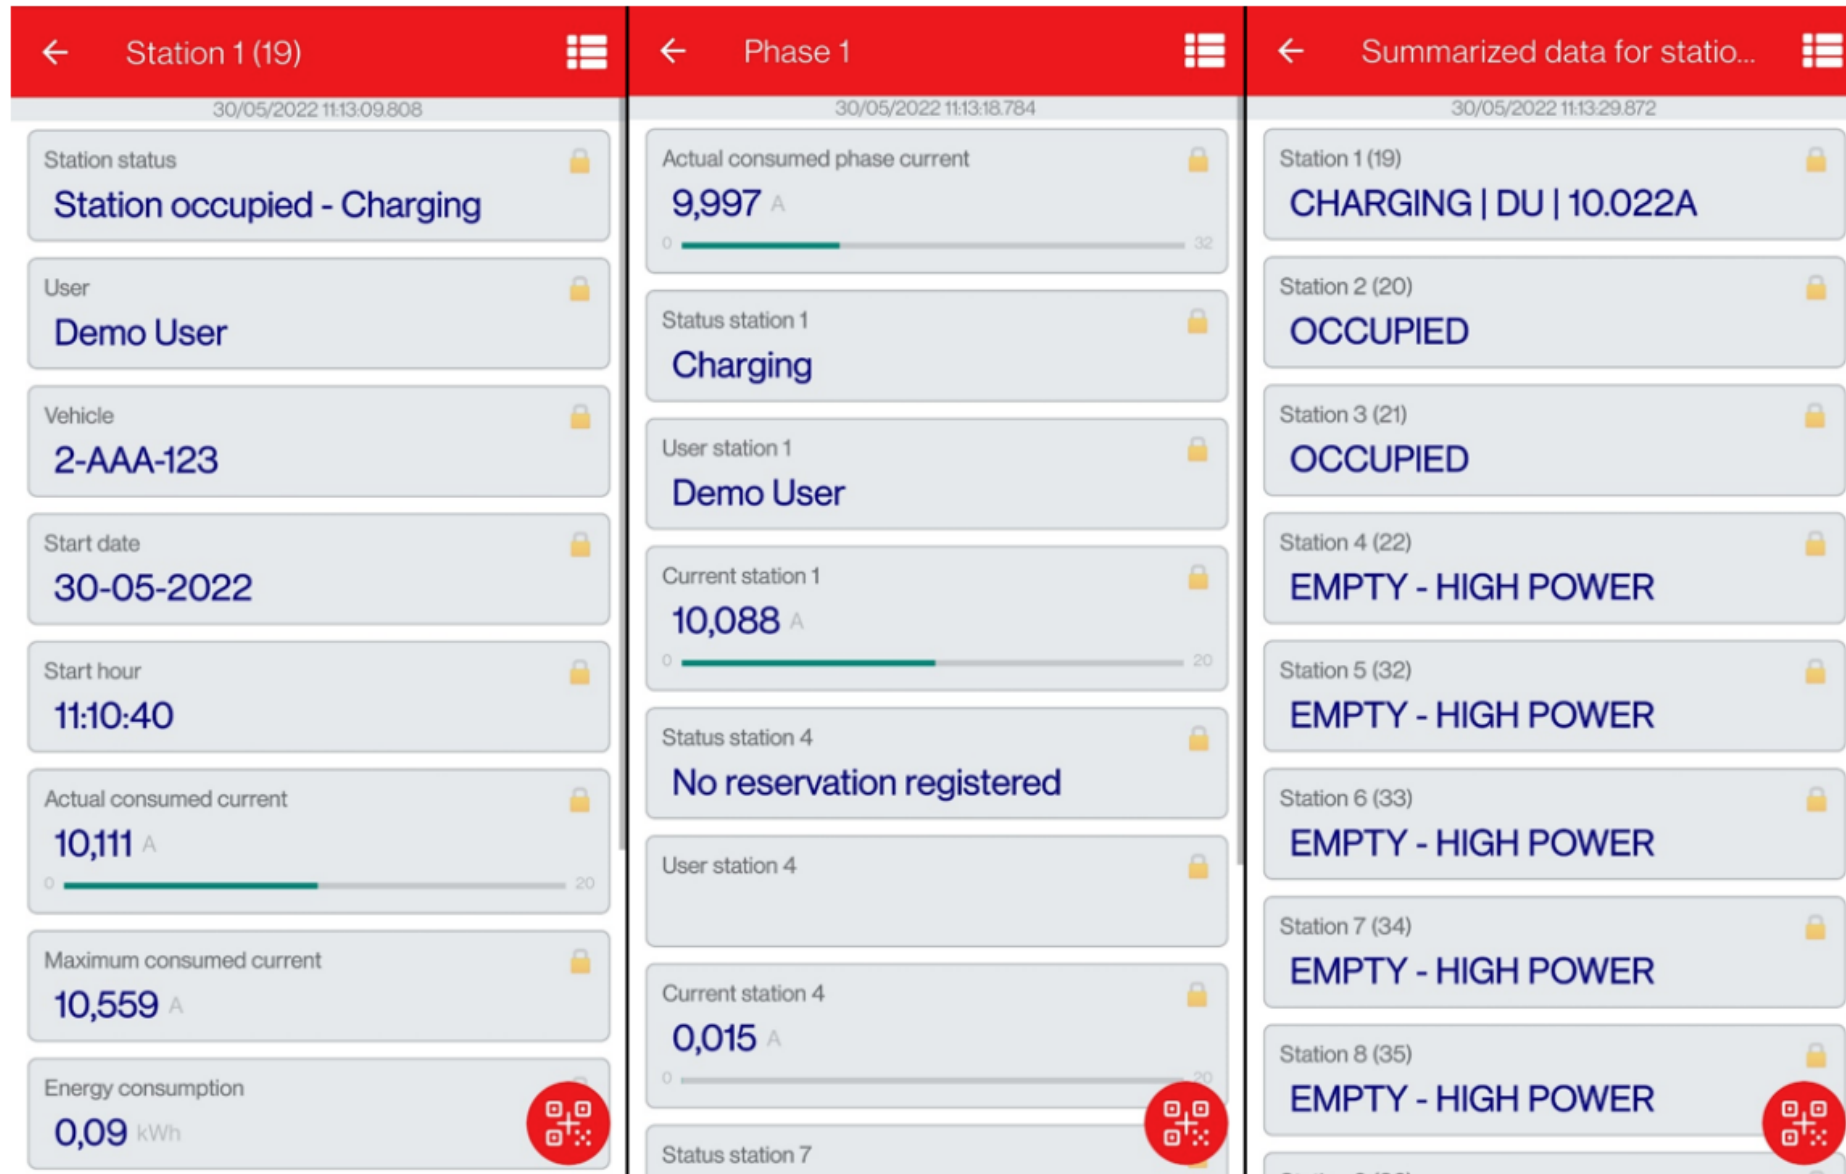 Station 1 (19)
30/05/2022 11:13:09.808
Station status
Station occupied - Charging
User
Demo User
Vehicle
2-AAA-123
Start date
30-05-2022
Start hour
11:10:40
Actual consumed current
10,111 A
0 20
Maximum consumed current
10,559 A
Energy consumption
0,09 kWh
Phase 1
30/05/2022 11:13:18.784
Actual consumed phase current
9,997 A
0 32
Status station 1
Charging
User station 1
Demo User
Current station 1
10,088 A
0 20
Status station 4
No reservation registered
User station 4
Current station 4
0,015 A
0 20
Status station 7
Summarized data for statio...
30/05/2022 11:13:29.872
Station 1 (19)
CHARGING | DU | 10.022A
Station 2 (20)
OCCUPIED
Station 3 (21)
OCCUPIED
Station 4 (22)
EMPTY - HIGH POWER
Station 5 (32)
EMPTY - HIGH POWER
Station 6 (33)
EMPTY - HIGH POWER
Station 7 (34)
EMPTY - HIGH POWER
Station 8 (35)
EMPTY - HIGH POWER